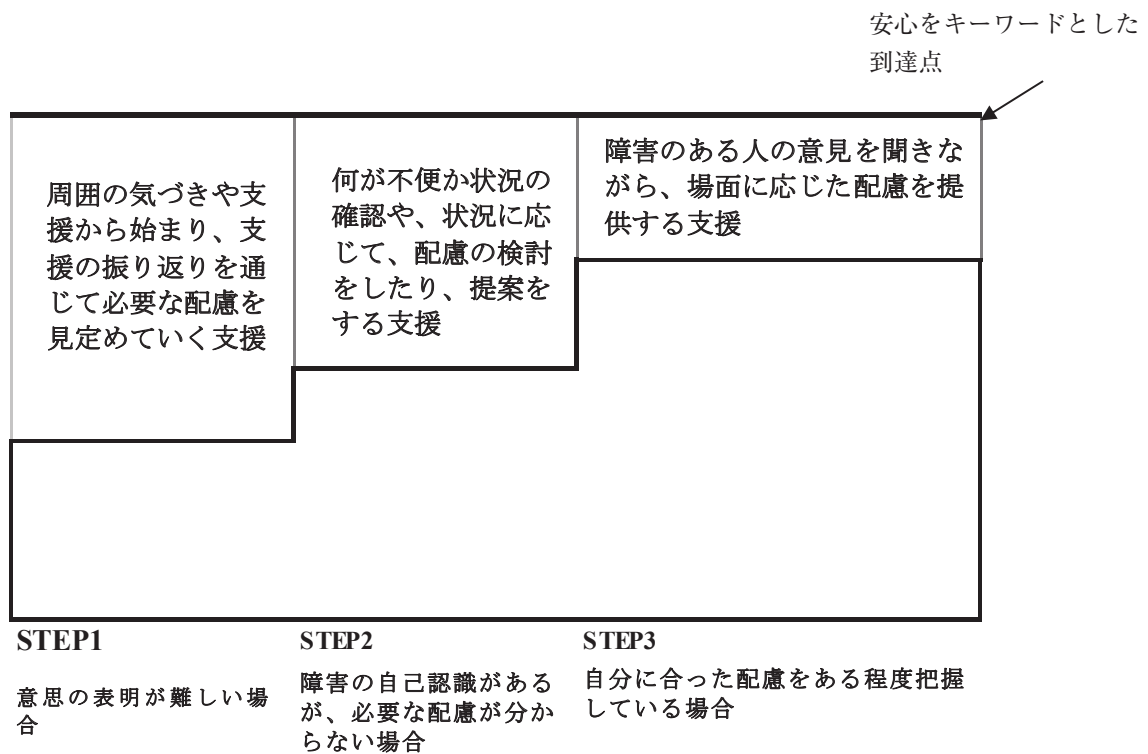 安心をキーワードとした
到達点
周囲の気づきや支
援から始まり、支
援の振り返りを通
じて必要な配慮を
見定めていく支援
何が不便か状況の
確認や、状況に応
じて、配慮の検討
をしたり、提案を
する支援
障害のある人の意見を聞きな
がら、場面に応じた配慮を提
供する支援
STEP1
意思の表明が難しい場
合
STEP2
障害の自己認識がある
が、必要な配慮が分か
らない場合
STEP3
自分に合った配慮をある程度把握
している場合